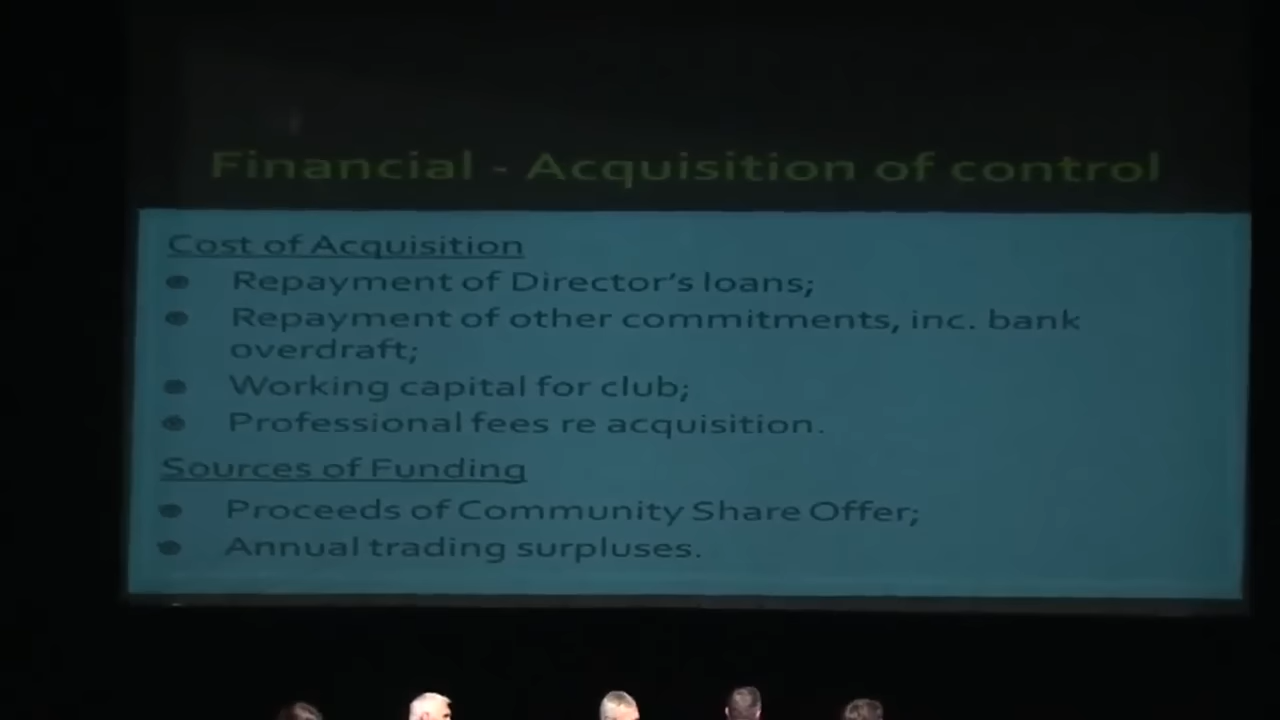 Financial - Acquisition of control
Cost of Acquisition
Repayment of Director's loans;
Repayment of other commitments, inc. bank
overdraft;
Working capital for club;
Professional fees re acquisition.
Sources of Funding
Proceeds of Community Share Offer;
Annual trading surpluses.